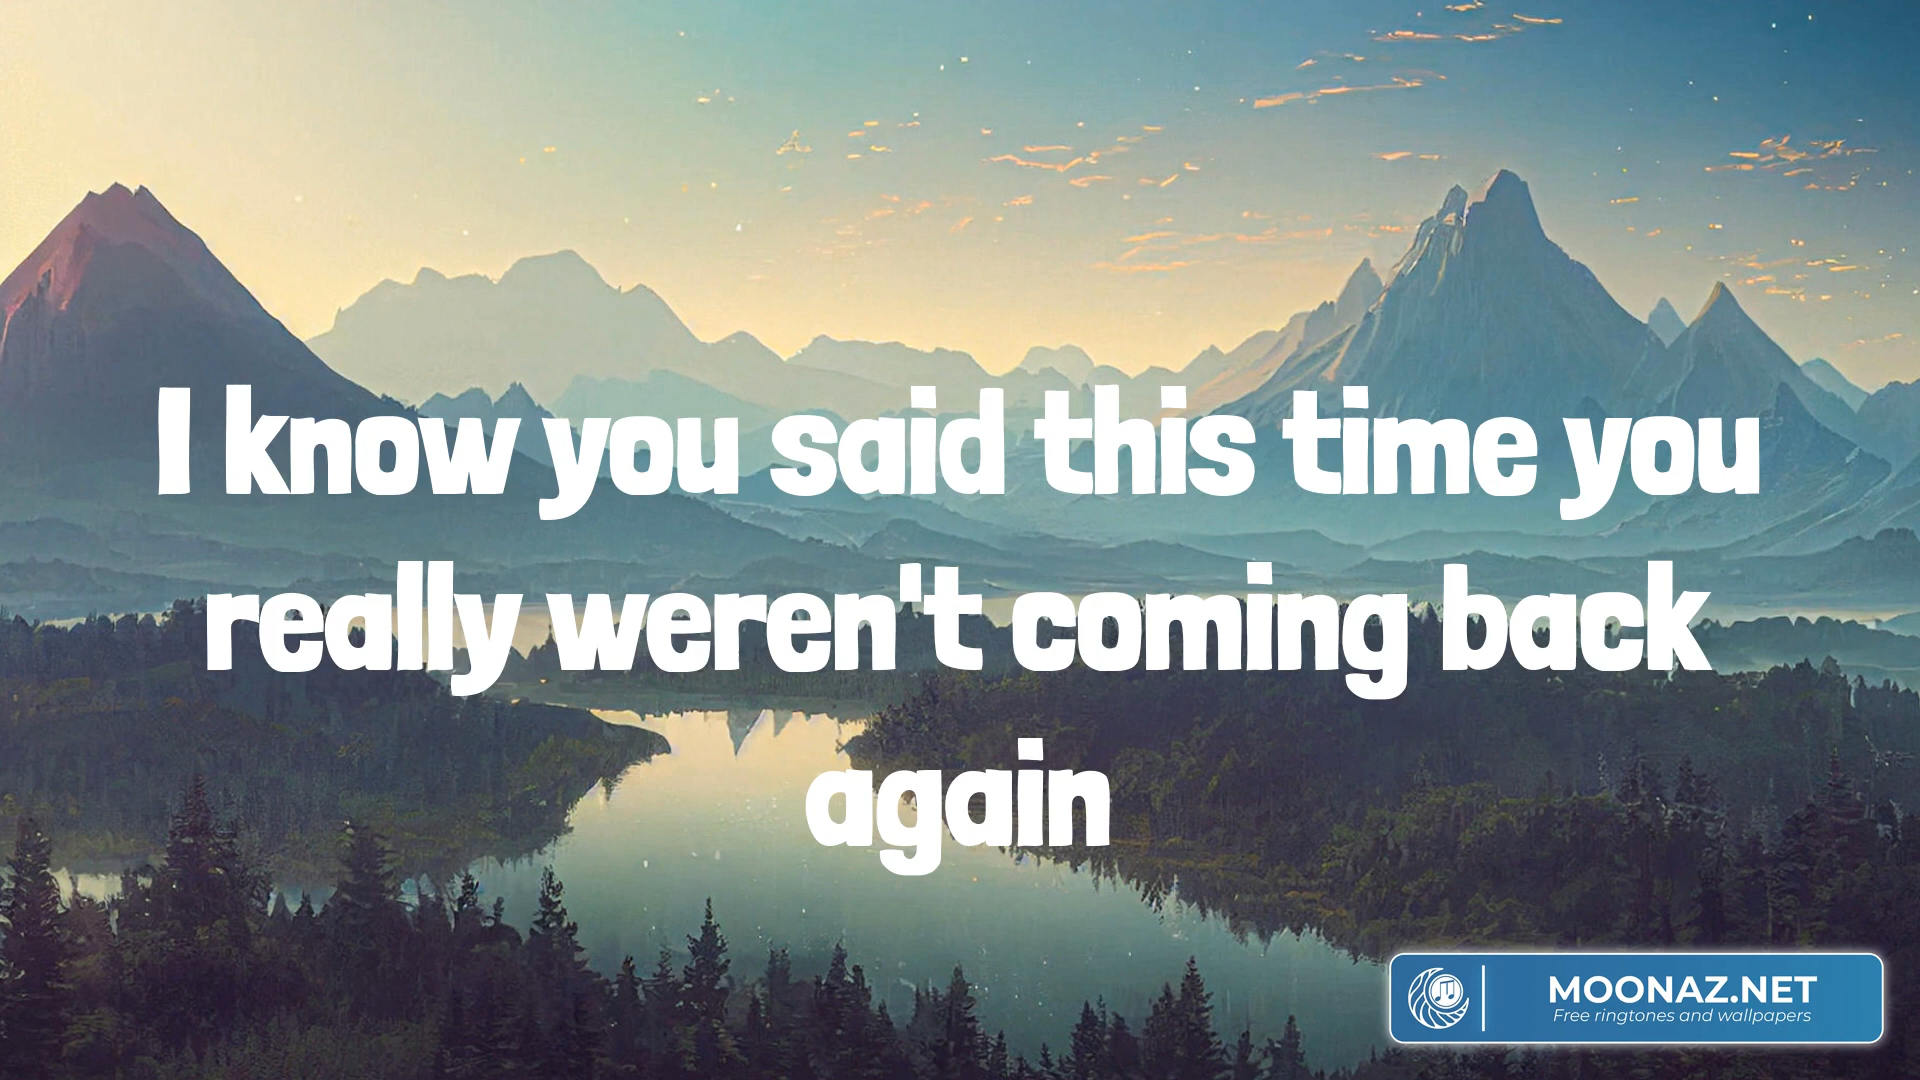 I know you said this time you
really weren't coming back
again
MOONAZ.NET
Free ringtones and wallpapers